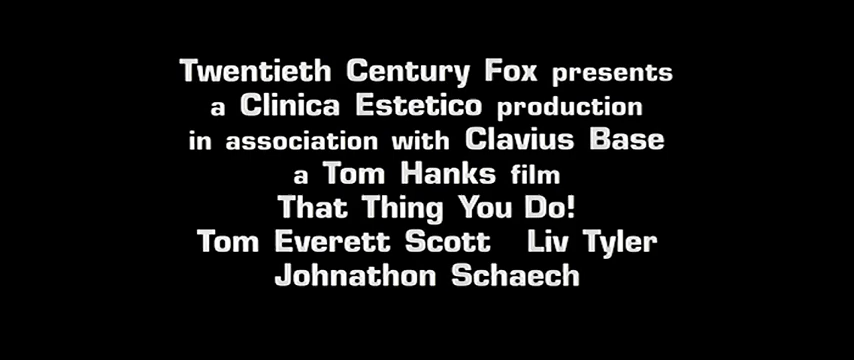 Twentieth Century Fox presents
a Clinica Estetico production
in association with Clavius Base
a Tom Hanks film
That Thing You Do!
Tom Everett Scott Liv Tyler
Johnathon Schaech